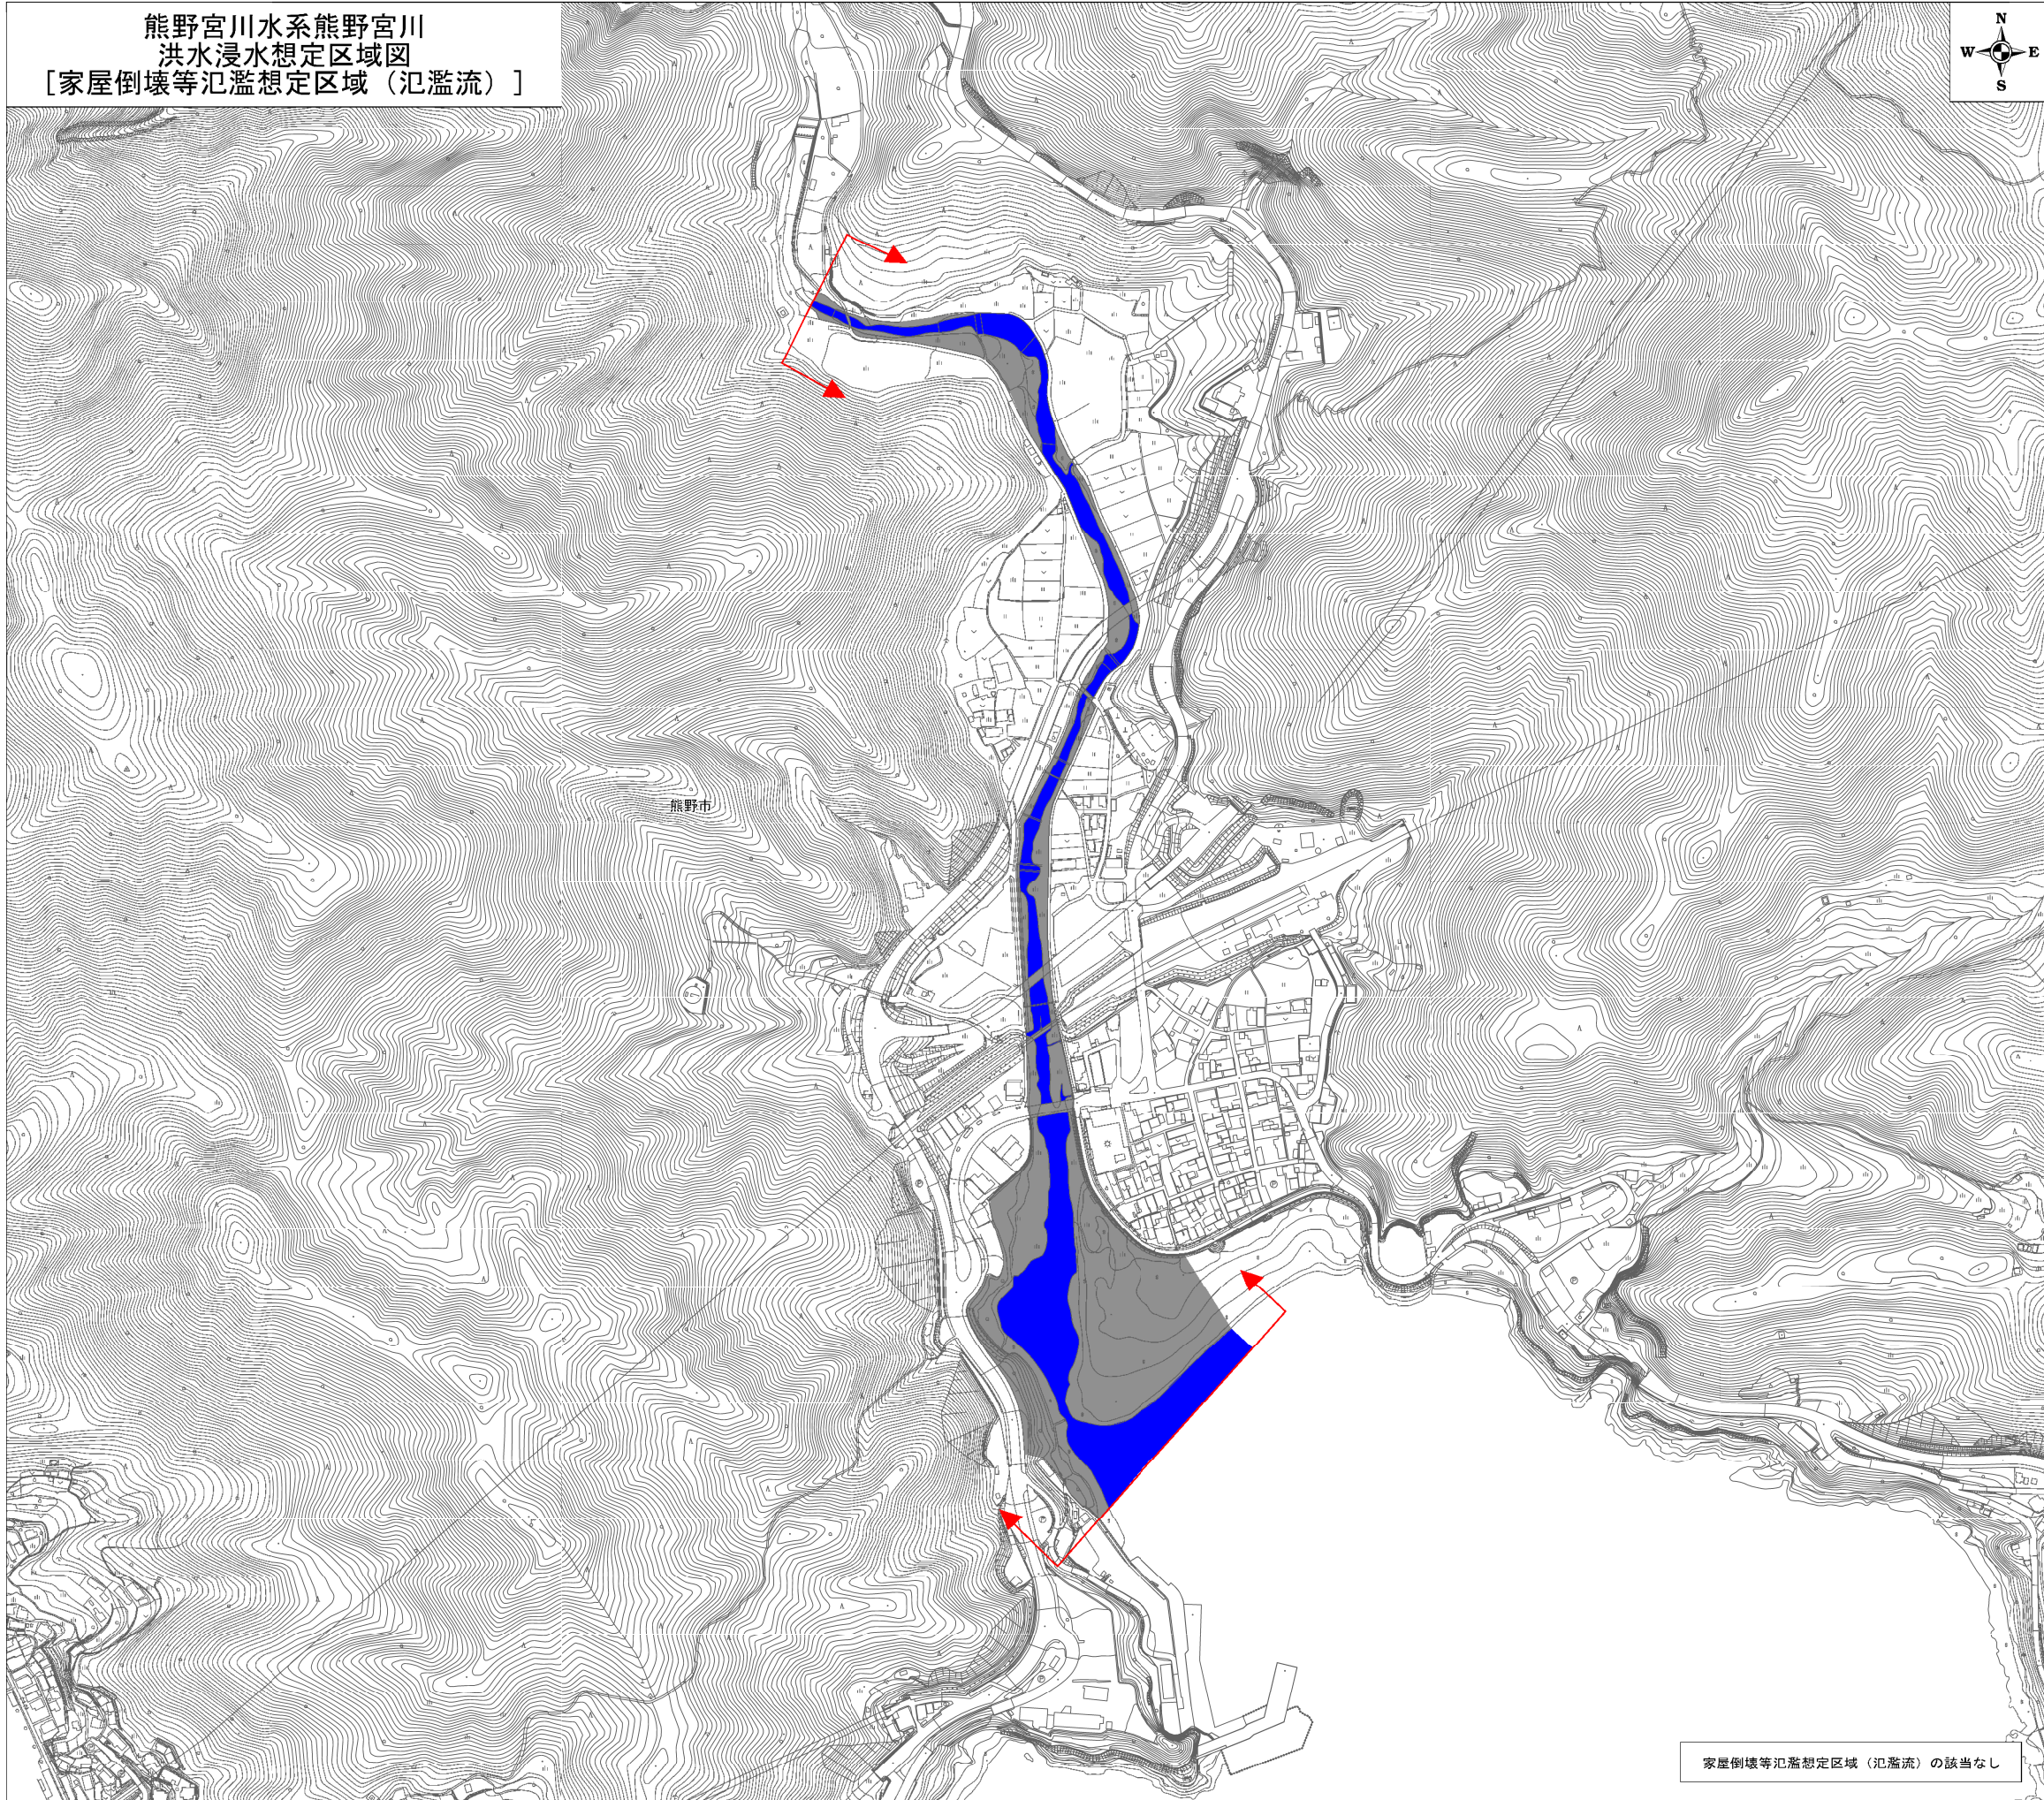 熊野宮川水系熊野宮川
洪水浸水想定区域図
［家屋倒壊等氾濫想定区域（氾濫流）］
N
W E
S
熊野市
家屋倒壊等氾濫想定区域（氾濫流）の該当なし